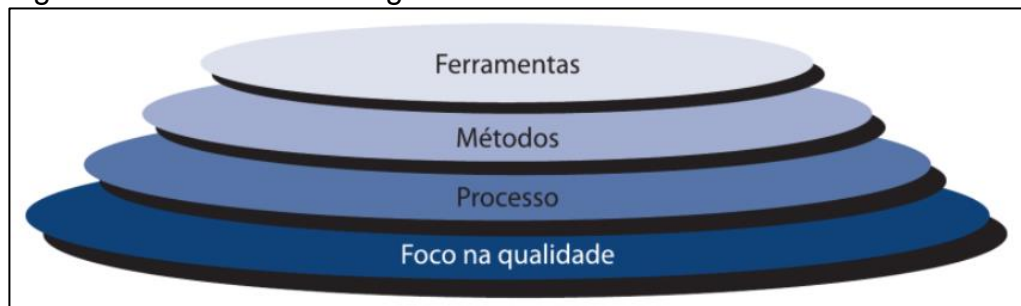 Ferramentas
Métodos
Processo
Foco na qualidade